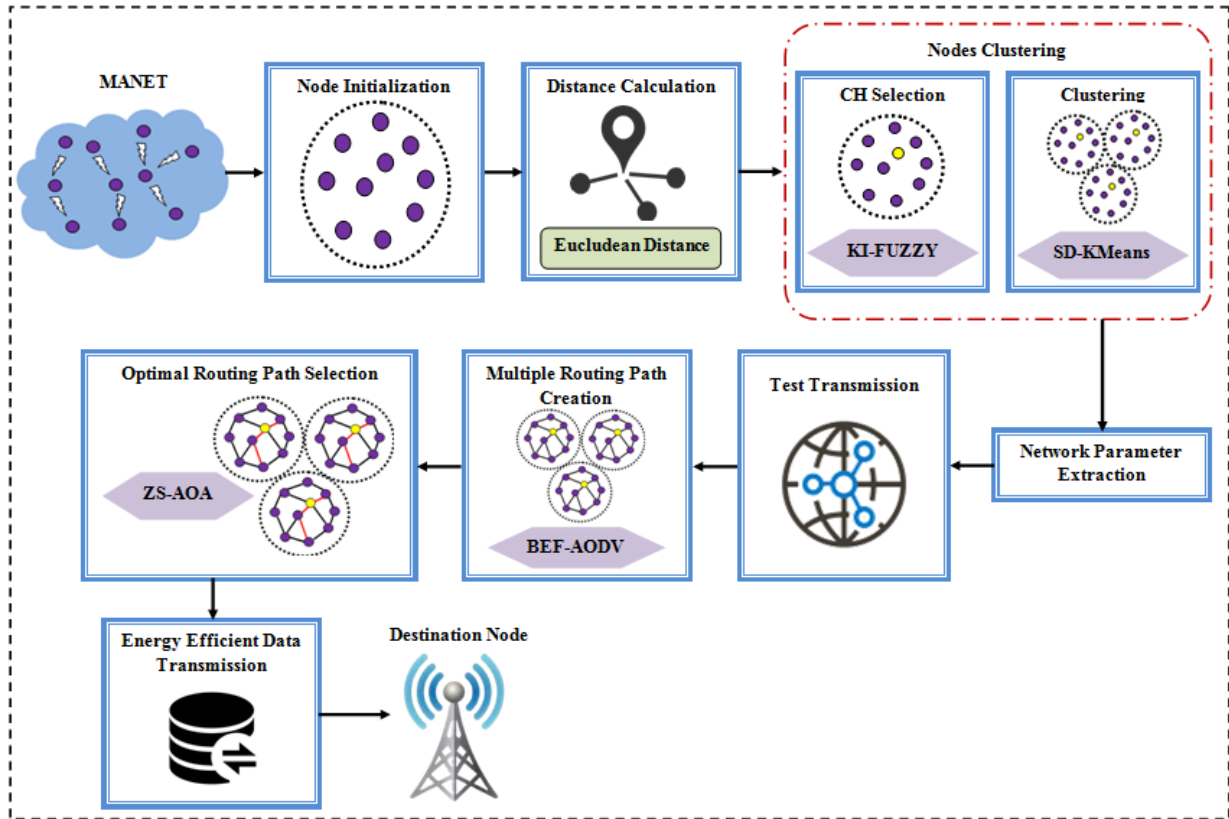 MANET
Node Initialization
Distance Calculation
Eucludean Distance
Nodes Clustering
CH Selection
KI-FUZZY
Clustering
SD-KMeans
Network Parameter
Extraction
Test Transmission
Multiple Routing Path
Creation
BEF-AODV
Optimal Routing Path Selection
ZS-AOA
Energy Efficient Data
Transmission
Destination Node